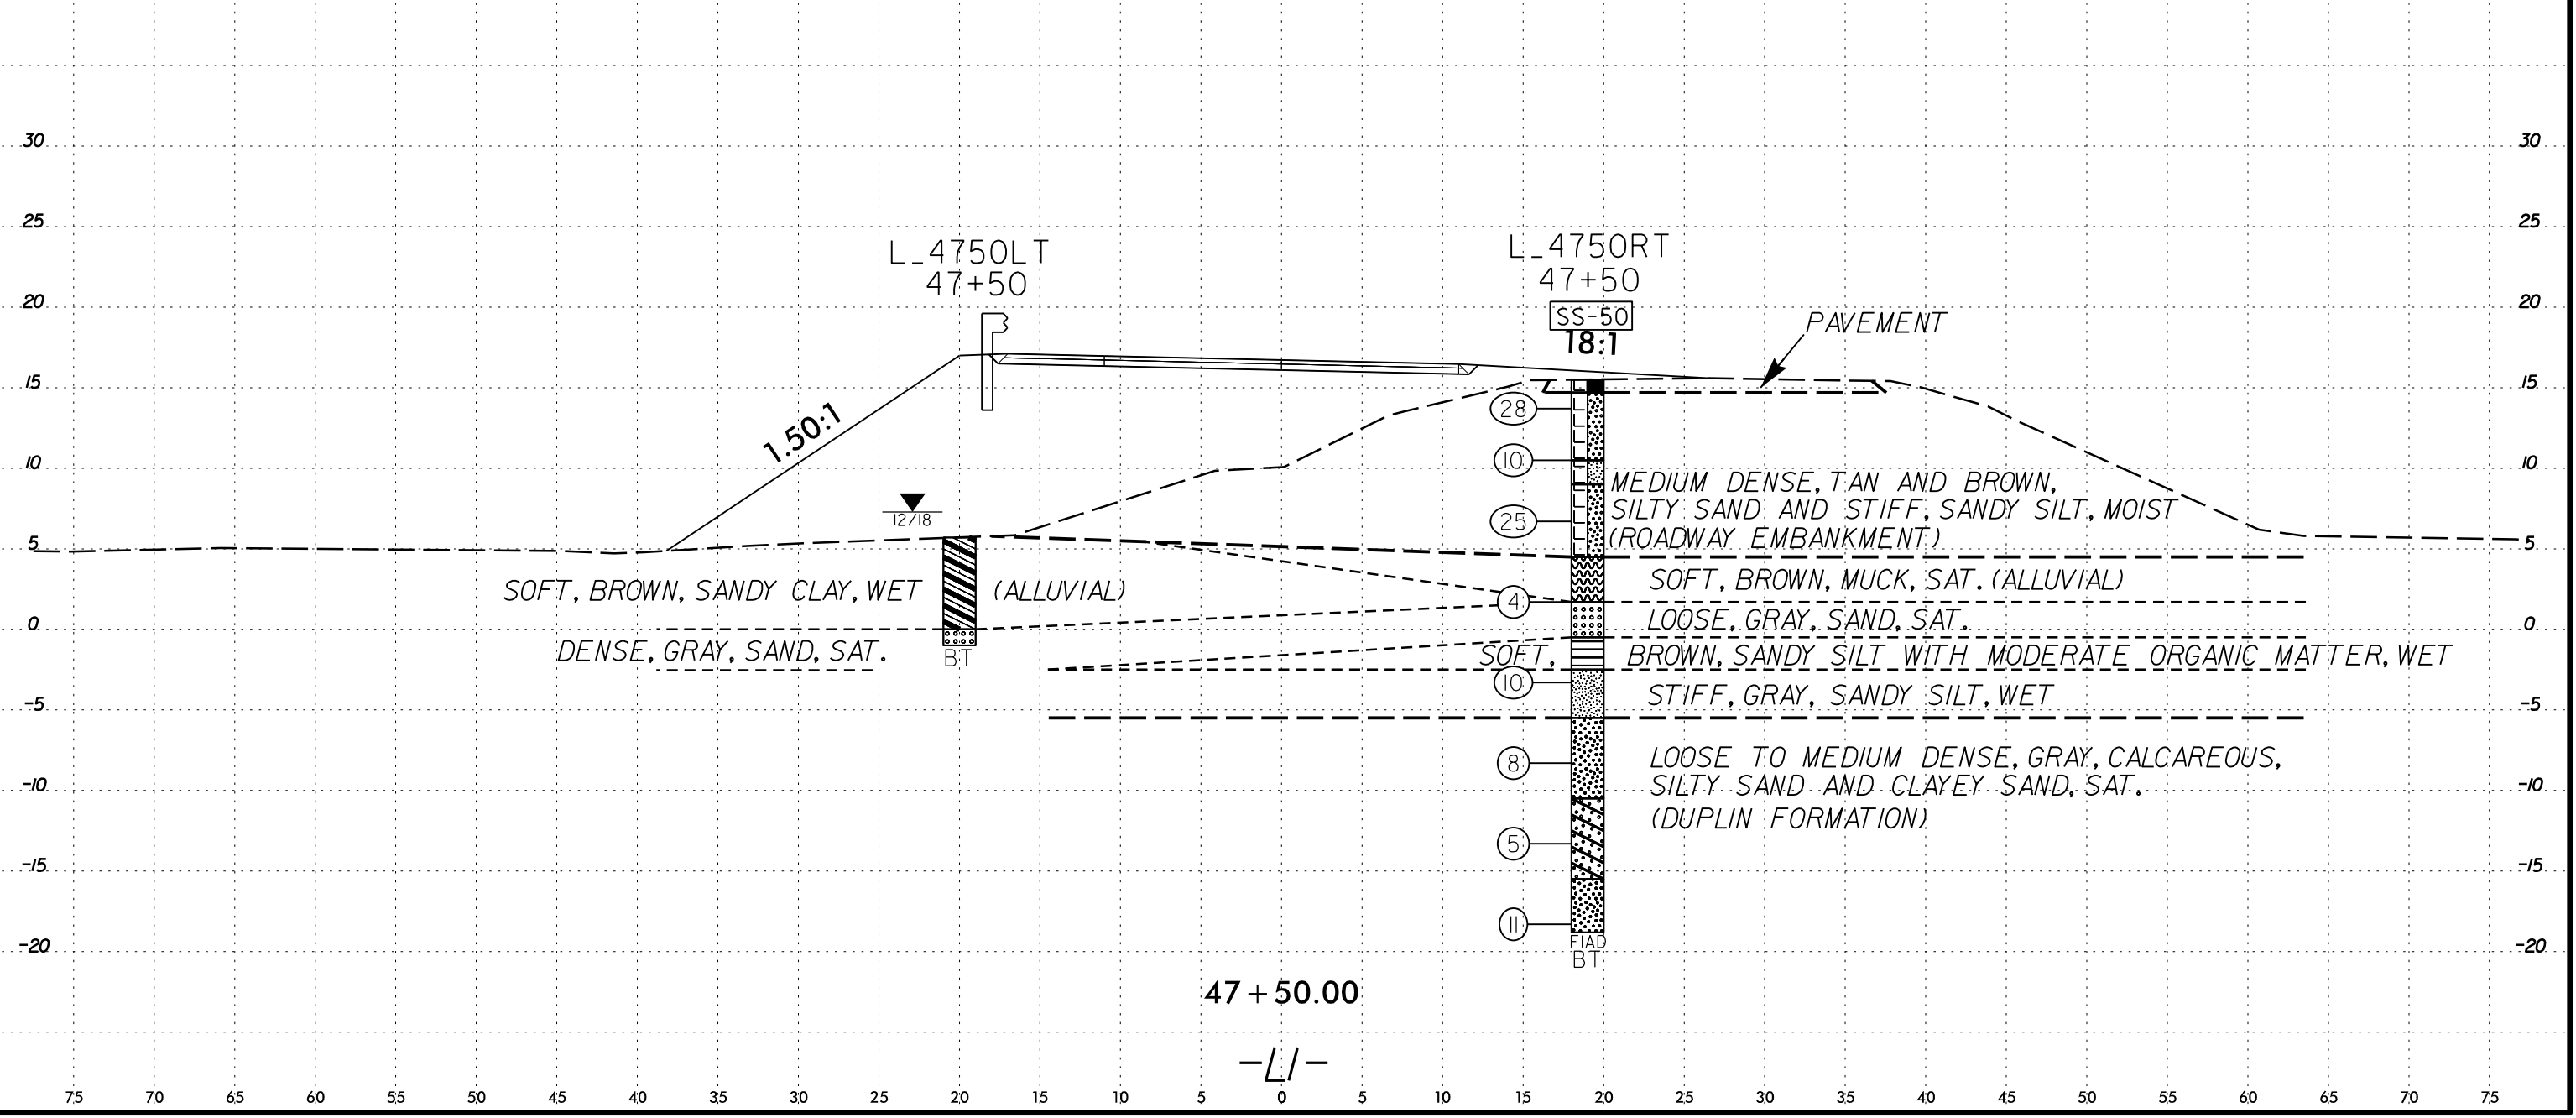 30 30
25 25
L_4750LT L_4750RT
47+50 47+50
20 20
SS-50
18:1
PAVEMENT
15 15
28
1.50:1
10 10
10
MEDIUM DENSE, TAN AND BROWN,
12/18
25
SILTY SAND AND STIFF, SANDY SILT, MOIST
(ROADWAY EMBANKMENT)
5 5
SOFT, BROWN, MUCK, SAT. (ALLUVIAL)
SOFT, BROWN, SANDY CLAY, WET (ALLUVIAL)
4
LOOSE, GRAY, SAND, SAT.
0 0
DENSE, GRAY, SAND, SAT.
BT
SOFT, BROWN, SANDY SILT WITH MODERATE ORGANIC MATTER, WET
10
STIFF, GRAY, SANDY SILT, WET
-5 -5
8
LOOSE TO MEDIUM DENSE, GRAY, CALCAREOUS,
SILTY SAND AND CLAYEY SAND, SAT.
-10 -10
(DUPLIN FORMATION)
5
-15 -15
11
FIAD
-20 -20
BT
47+50.00
-L1-
75 70 65 60 55 50 45 40 35 30 25 20 15 10 5 0 5 10 15 20 25 30 35 40 45 50 55 60 65 70 75